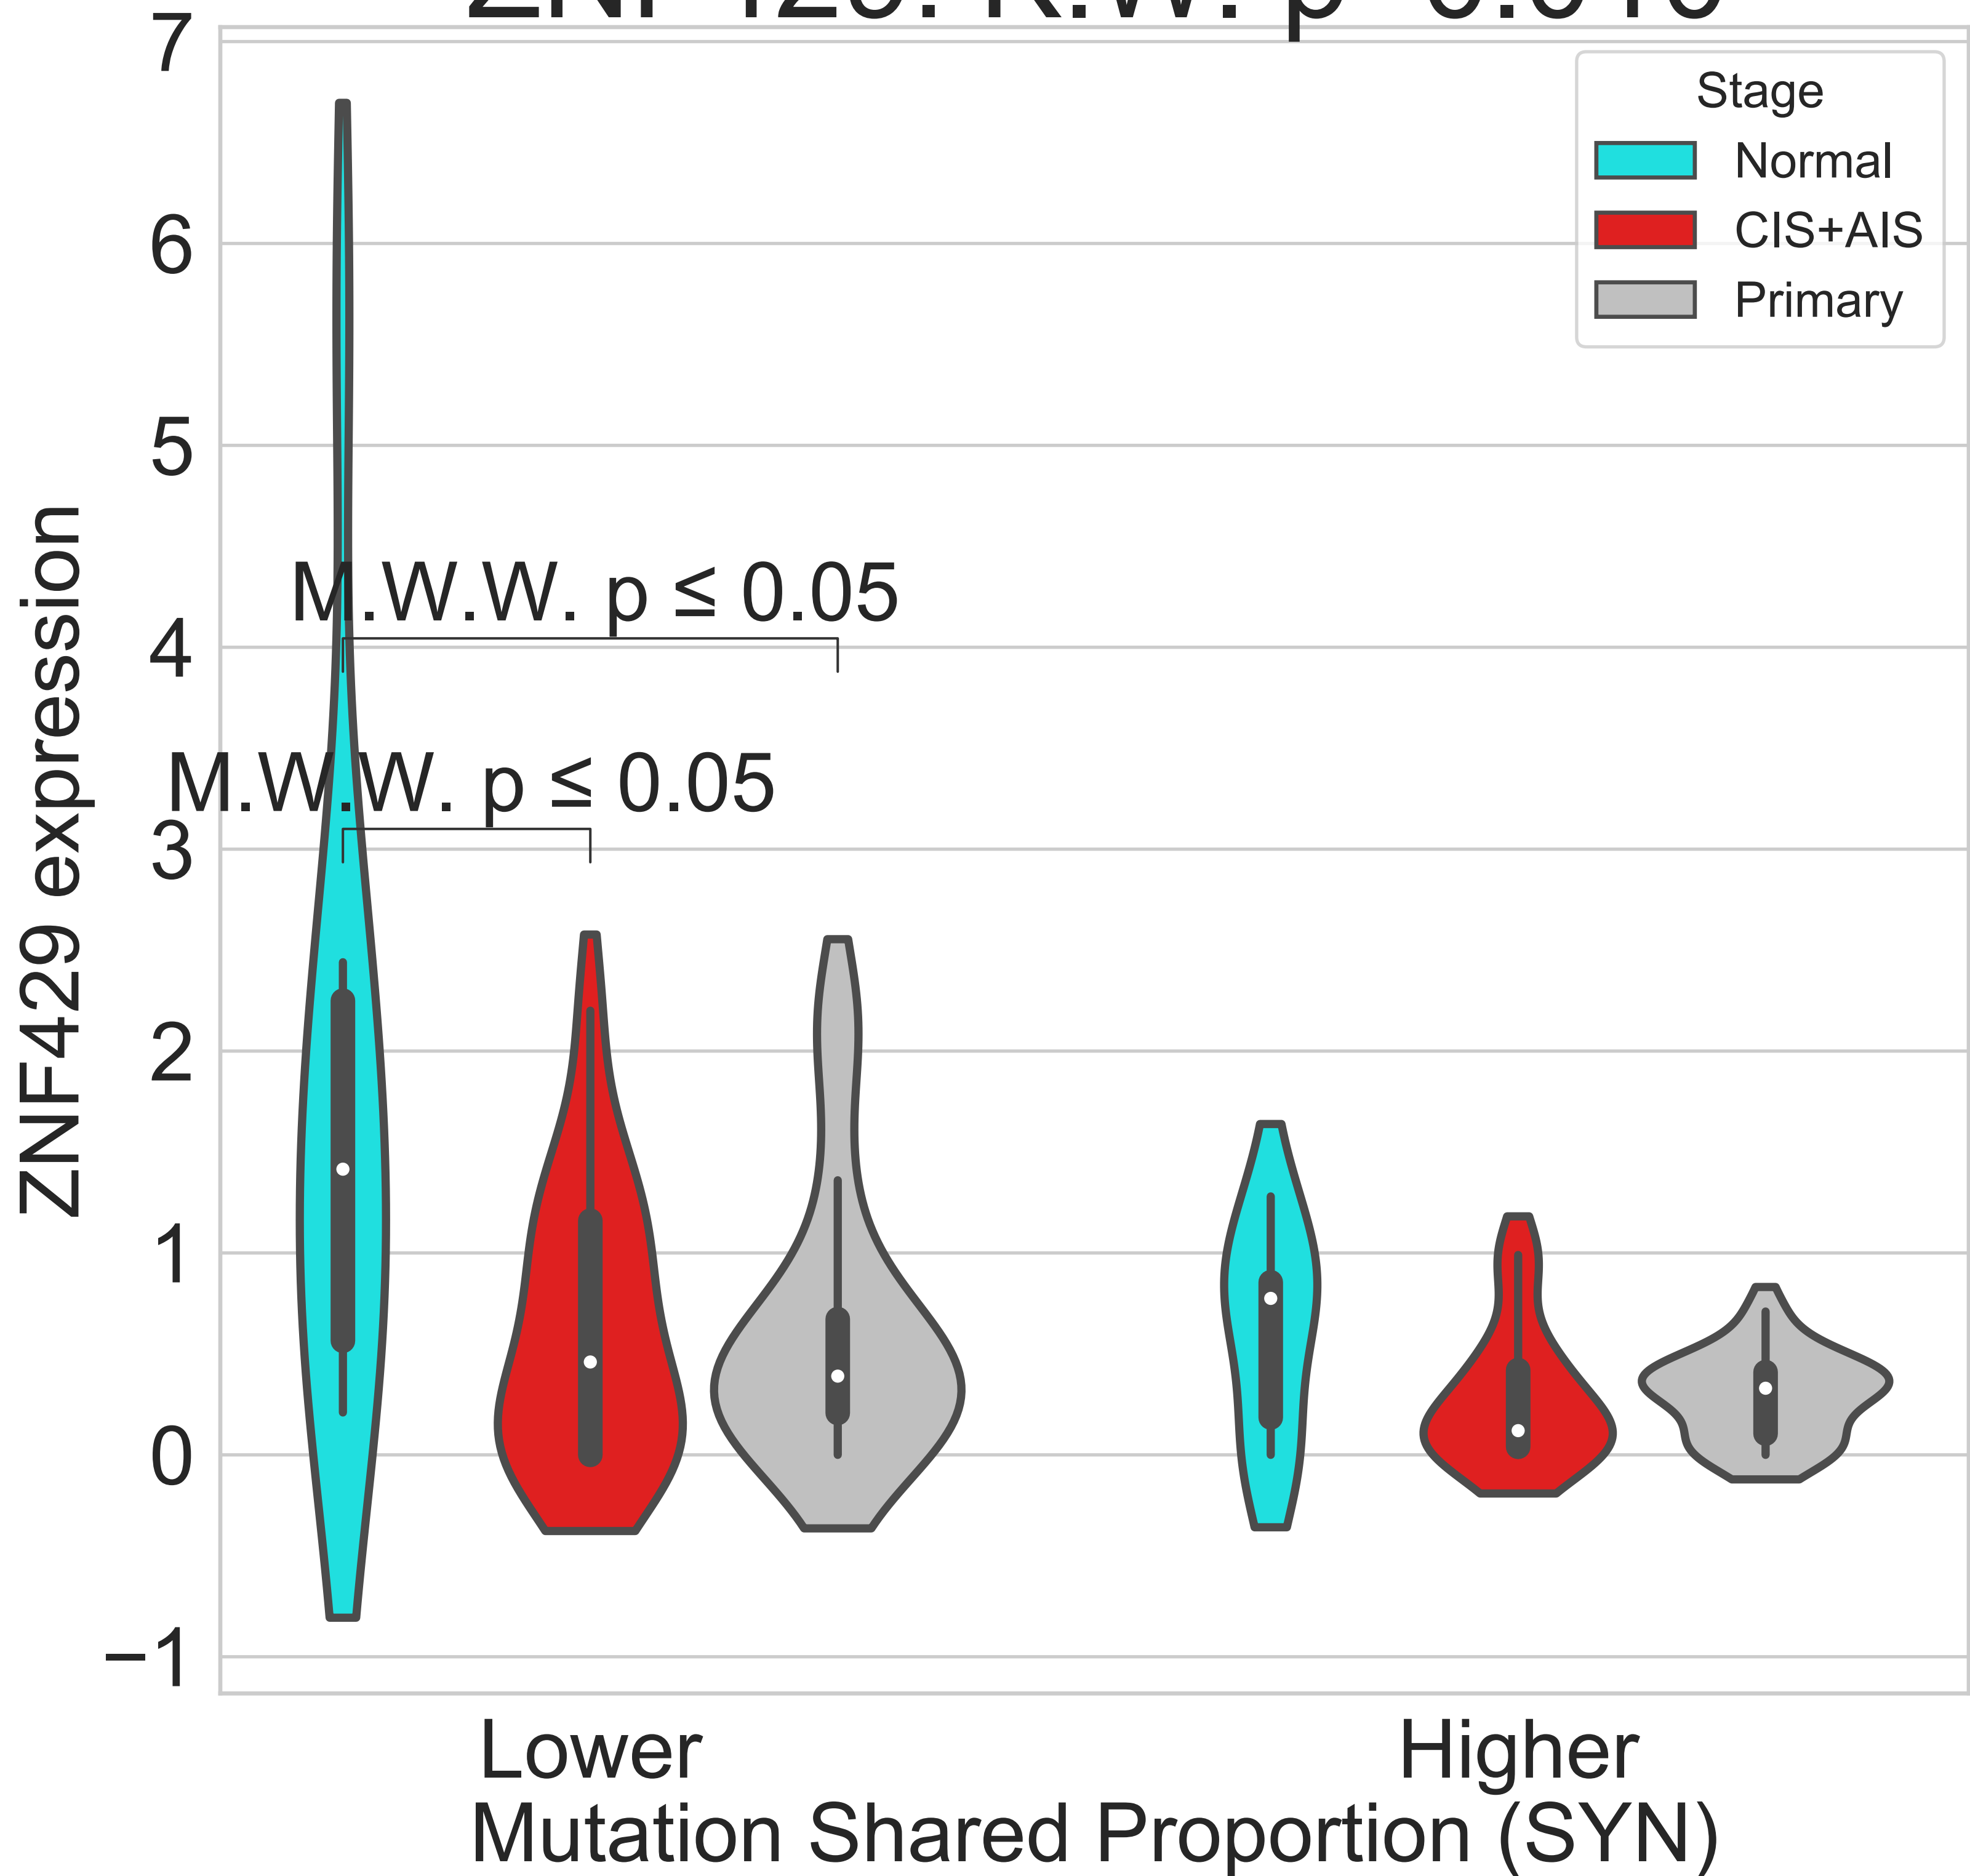 7
6
5
4
3
2
1
0
−1
ZNF429 expression
Stage
Normal
CIS+AIS
Primary
M.W.W. p ≤ 0.05
M.W.W. p ≤ 0.05
Lower
Higher
Mutation Shared Proportion (SYN)